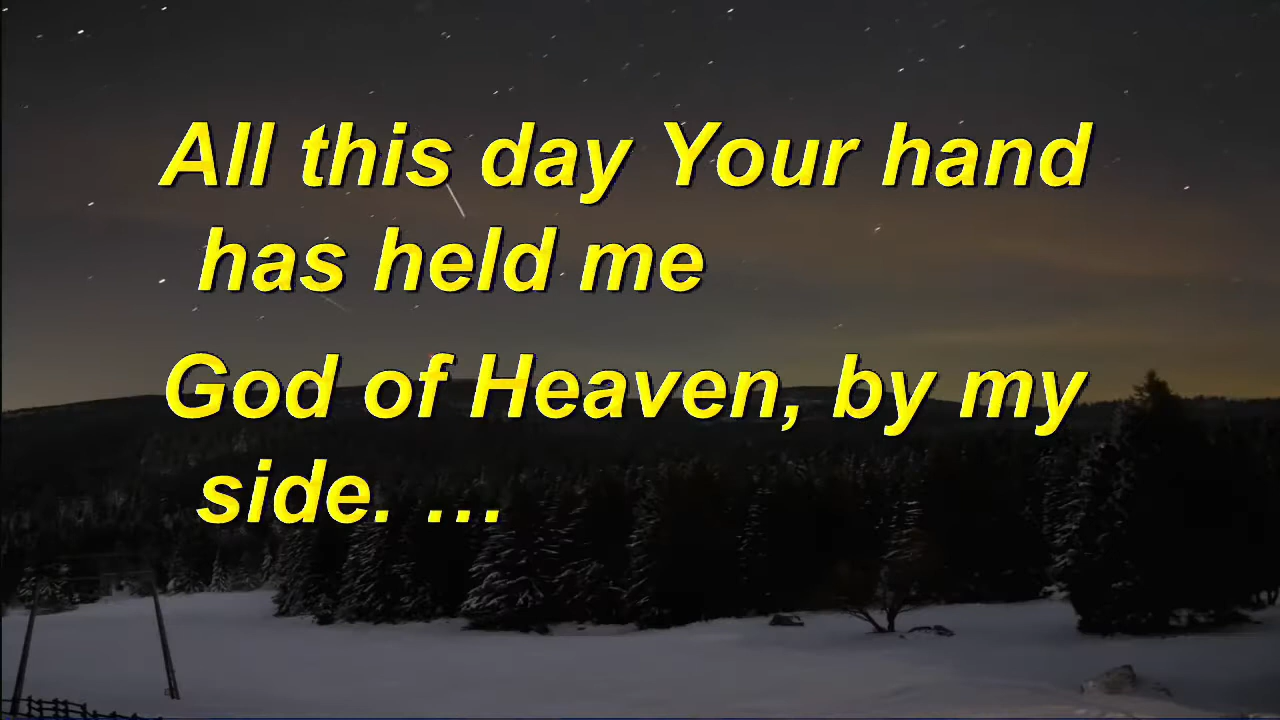 All this day Your hand
has held me
God of Heaven, by my
side. …